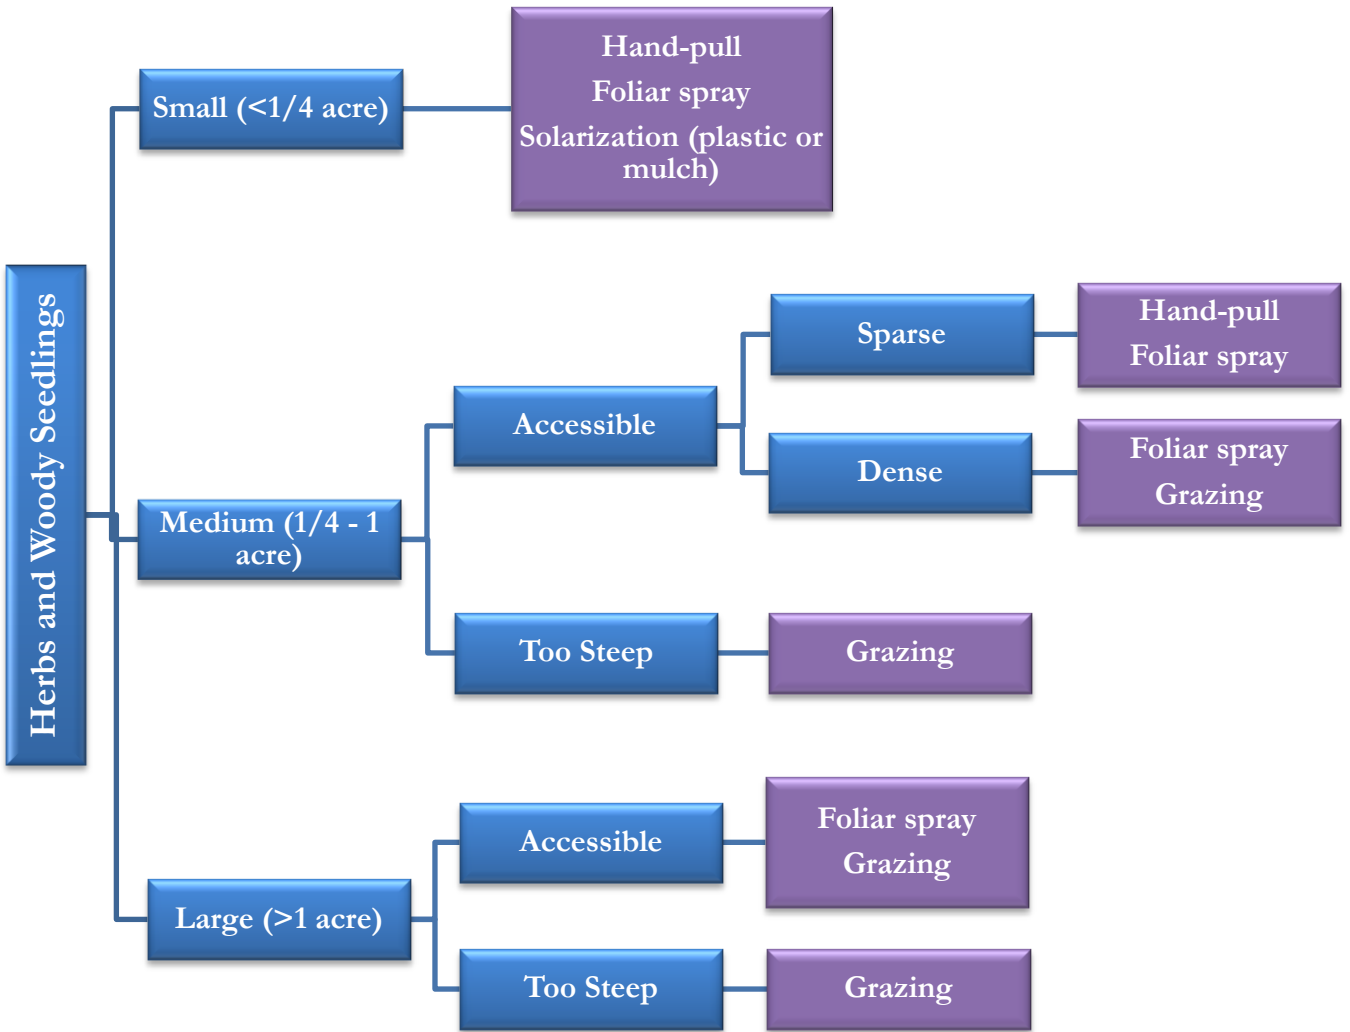 Herbs and Woody Seedlings
Small (<1/4 acre)
Hand-pull
Foliar spray
Solarization (plastic or
mulch)
Medium (1/4 - 1
acre)
Accessible
Sparse
Hand-pull
Foliar spray
Dense
Foliar spray
Grazing
Too Steep
Grazing
Large (>1 acre)
Accessible
Foliar spray
Grazing
Too Steep
Grazing